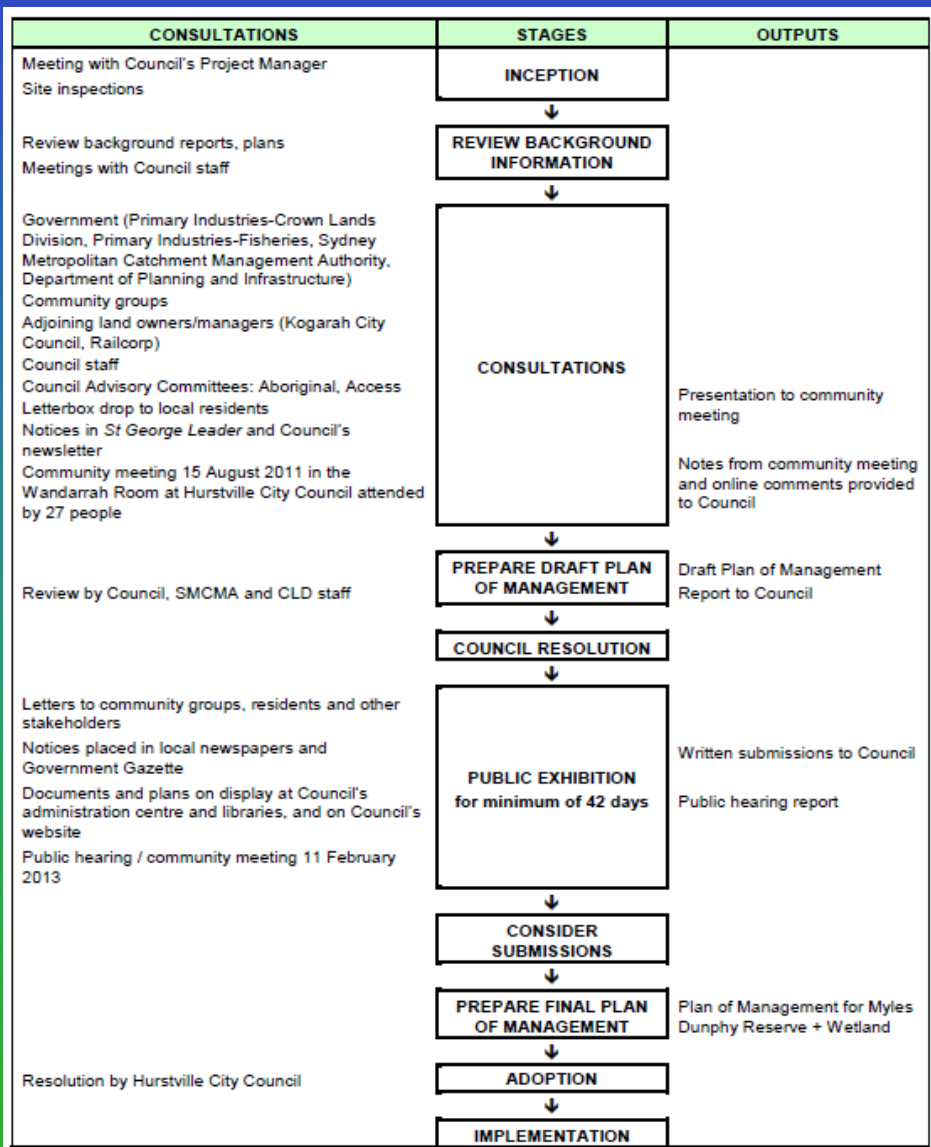 CONSULTATIONS STAGES OUTPUTS
Meeting with Council's Project Manager
Site inspections
INCEPTION
Review background reports, plans
Meetings with Council staff
REVIEW BACKGROUND
INFORMATION
Government (Primary Industries-Crown Lands
Division, Primary Industries-Fisheries, Sydney
Metropolitan Catchment Management Authority,
Department of Planning and Infrastructure)
Community groups
Adjoining land owners/managers (Kogarah City
Council, Railcorp)
Council staff
Council Advisory Committees: Aboriginal, Access
Letterbox drop to local residents
Notices in St George Leader and Council's
newsletter
Community meeting 15 August 2011 in the
Wandarrah Room at Hurstville City Council attended
by 27 people
CONSULTATIONS
Presentation to community
meeting
Notes from community meeting
and online comments provided
to Council
Review by Council, SMCMA and CLD staff
PREPARE DRAFT PLAN
OF MANAGEMENT
Draft Plan of Management
Report to Council
COUNCIL RESOLUTION
Letters to community groups, residents and other
stakeholders
Notices placed in local newspapers and
Government Gazette
Documents and plans on display at Council's
administration centre and libraries, and on Council's
website
Public hearing / community meeting 11 February
2013
PUBLIC EXHIBITION
for minimum of 42 days
Written submissions to Council
Public hearing report
CONSIDER
SUBMISSIONS
PREPARE FINAL PLAN
OF MANAGEMENT
Plan of Management for Myles
Dunphy Reserve + Wetland
Resolution by Hurstville City Council
ADOPTION
IMPLEMENTATION